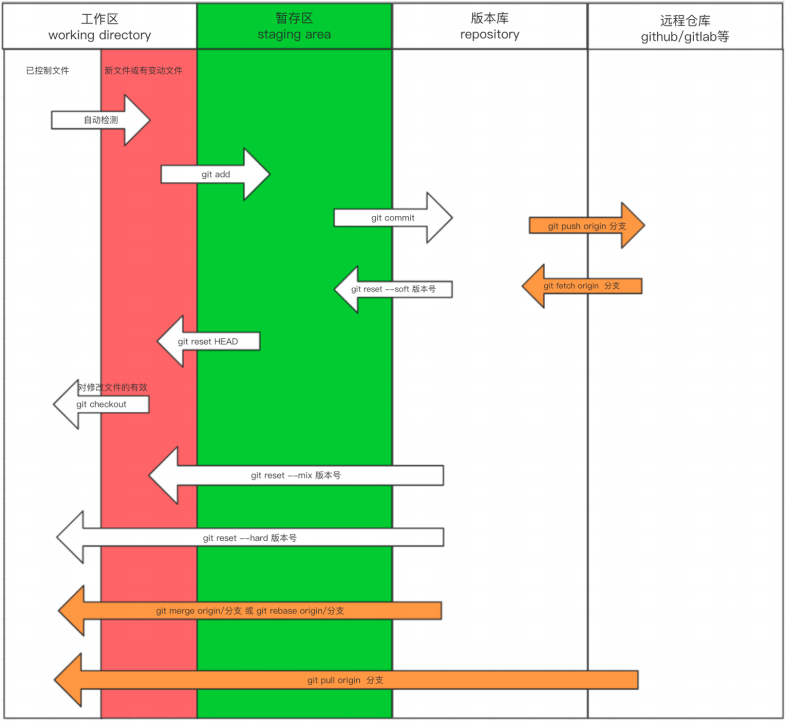 工作区
working directory
暂存区
staging area
版本库
repository
远程仓库
github/gitlab等
已控制文件
新文件或有变动文件
自动检测
git add
git commit
git push origin 分支
git reset --soft 版本号
git fetch origin 分支
git reset HEAD
对修改文件的有效
git checkout
git reset --mix 版本号
git reset --hard 版本号
git merge origin/分支 或 git rebase origin/分支
git pull origin 分支